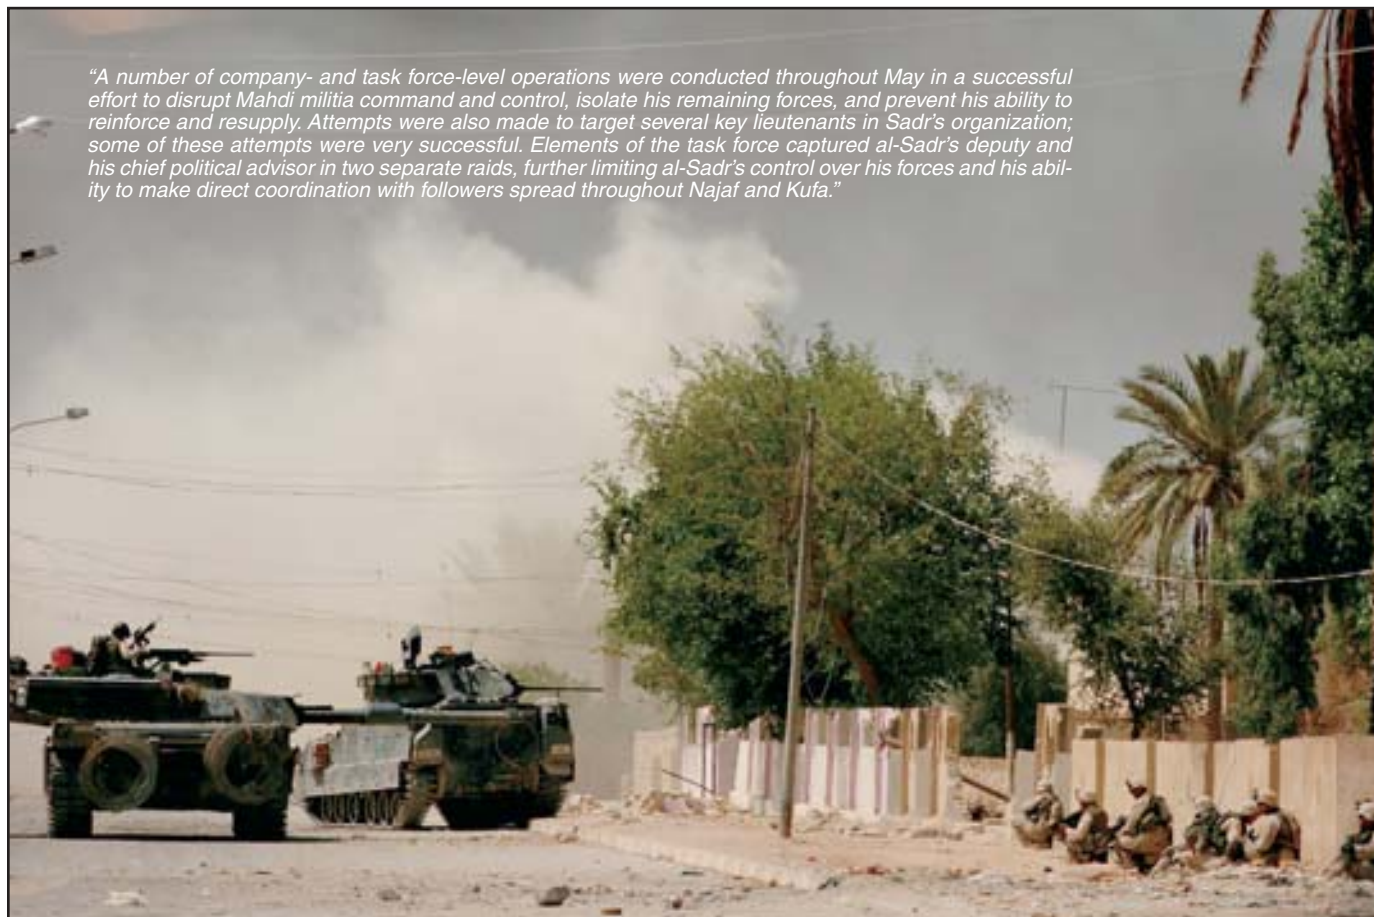 “A number of company- and task force-level operations were conducted throughout May in a successful
effort to disrupt Mahdi militia command and control, isolate his remaining forces, and prevent his ability to
reinforce and resupply. Attempts were also made to target several key lieutenants in Sadr’s organization;
some of these attempts were very successful. Elements of the task force captured al-Sadr’s deputy and
his chief political advisor in two separate raids, further limiting al-Sadr’s control over his forces and his abil-
ity to make direct coordination with followers spread throughout Najaf and Kufa.”